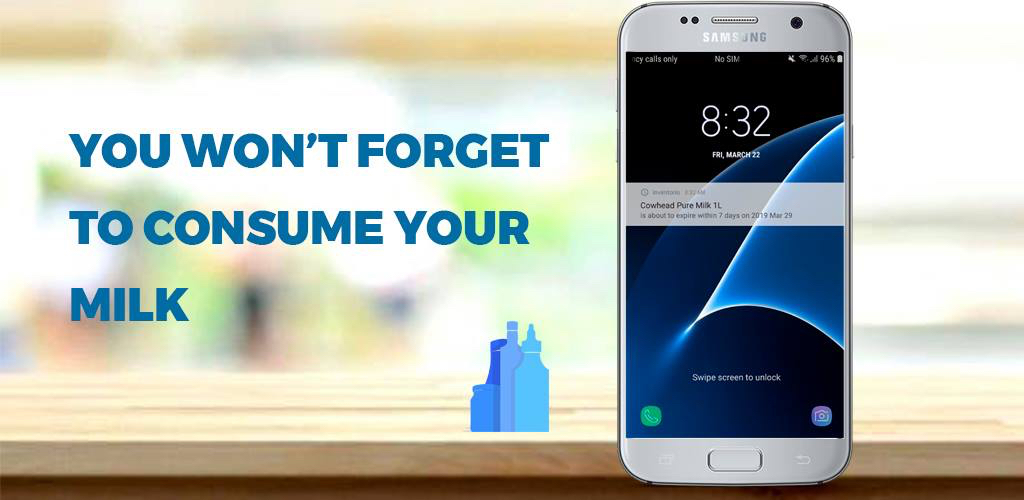 YOU WON'T FORGET
TO CONSUME YOUR
MILK
SAMSUNG
cy calls only No SIM 96%
8:32
FRI, MARCH 22
inventorio 8:32 AM
Cowhead Pure Milk 1L
is about to expire within 7 days on 2019 Mar 29
Swipe screen to unlock